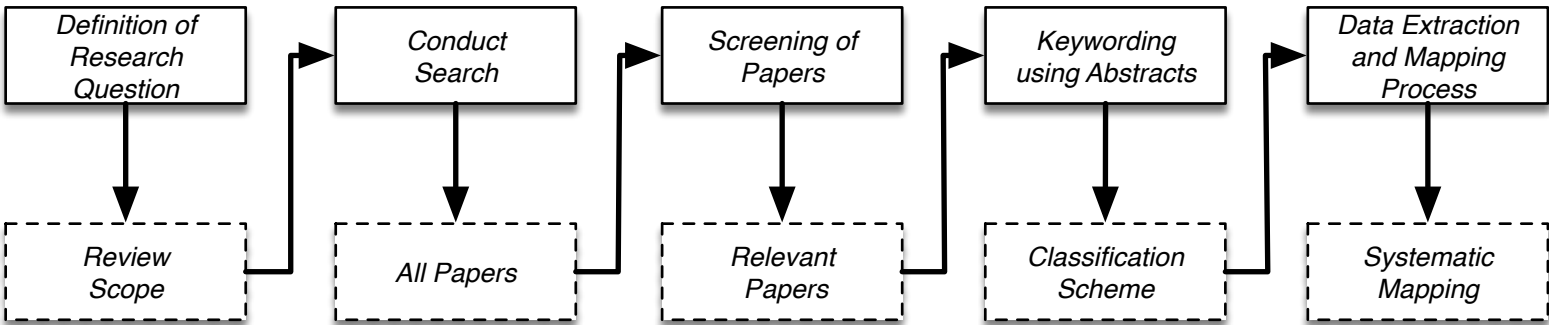 Definition of
Research
Question
Conduct
Search
Screening of
Papers
Keywording
using Abstracts
Data Extraction
and Mapping
Process
Review
Scope
All Papers
Relevant
Papers
Classification
Scheme
Systematic
Mapping